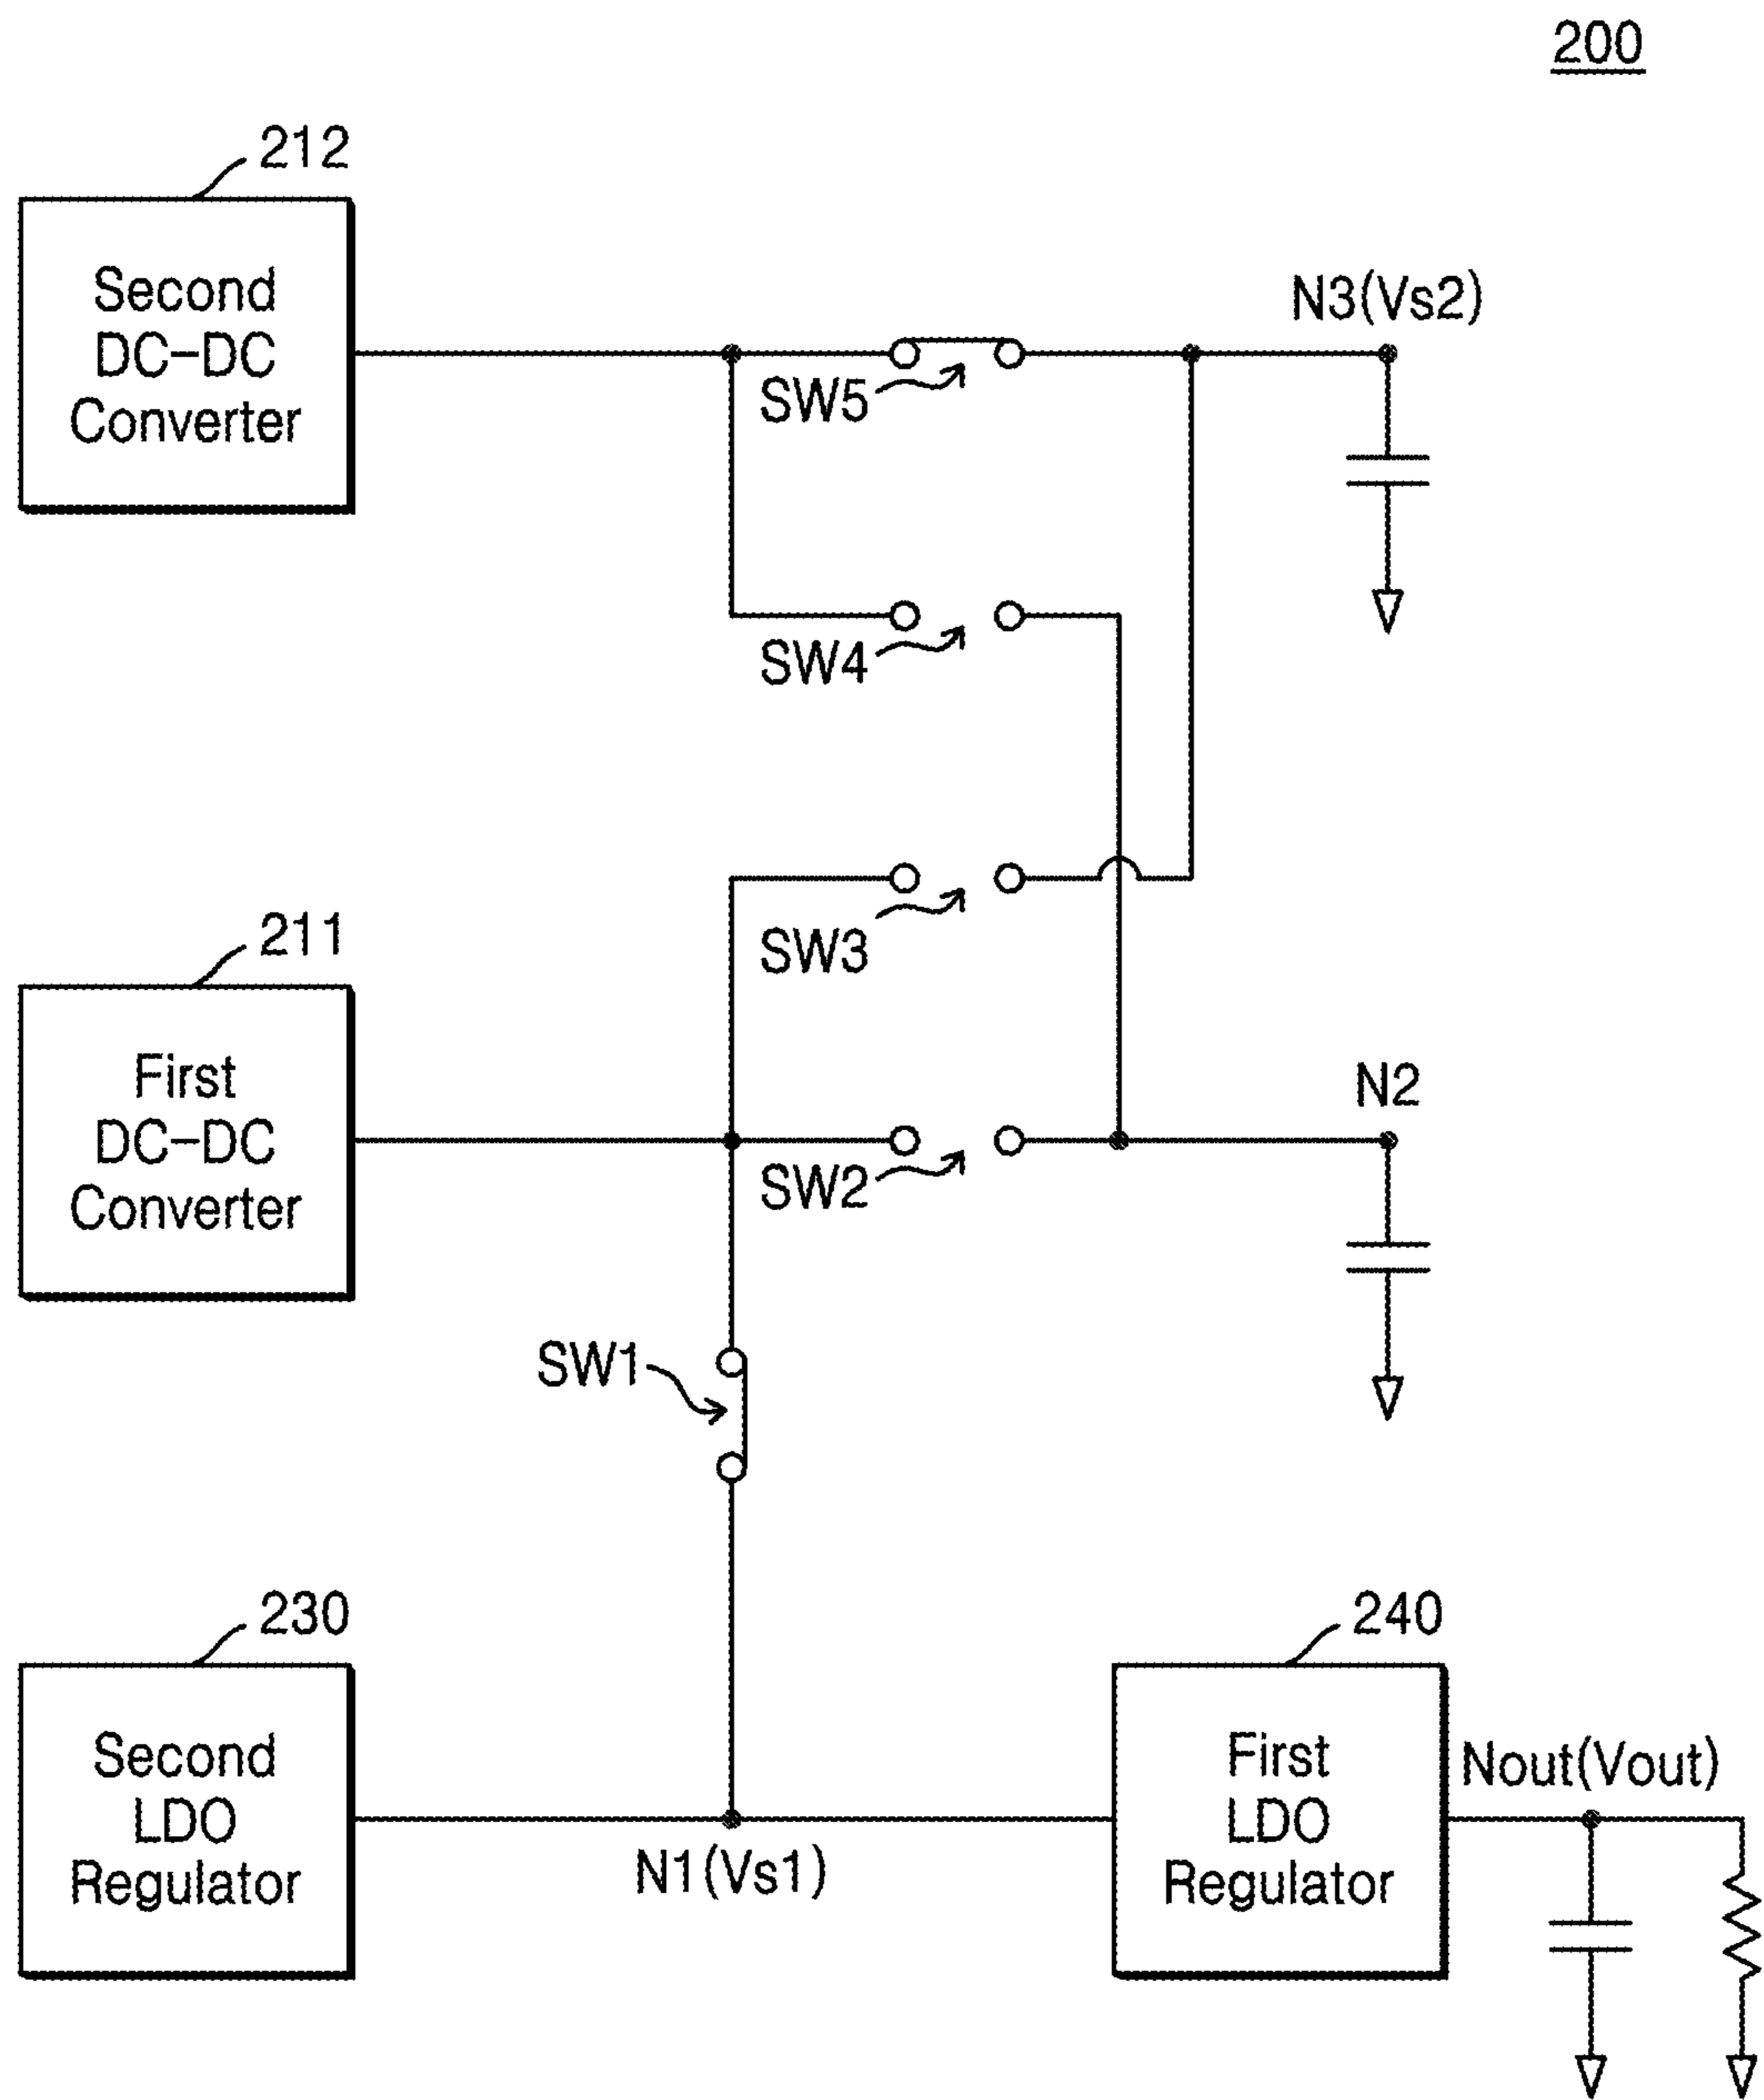 200
212
Second
DC-DC
Converter
N3(Vs2)
SW5
SW4
SW3
211
First
DC-DC
Converter
N2
SW2
SW1
230
Second
LDO
Regulator
N1(Vs1)
240
First
LDO
Regulator
Nout(Vout)